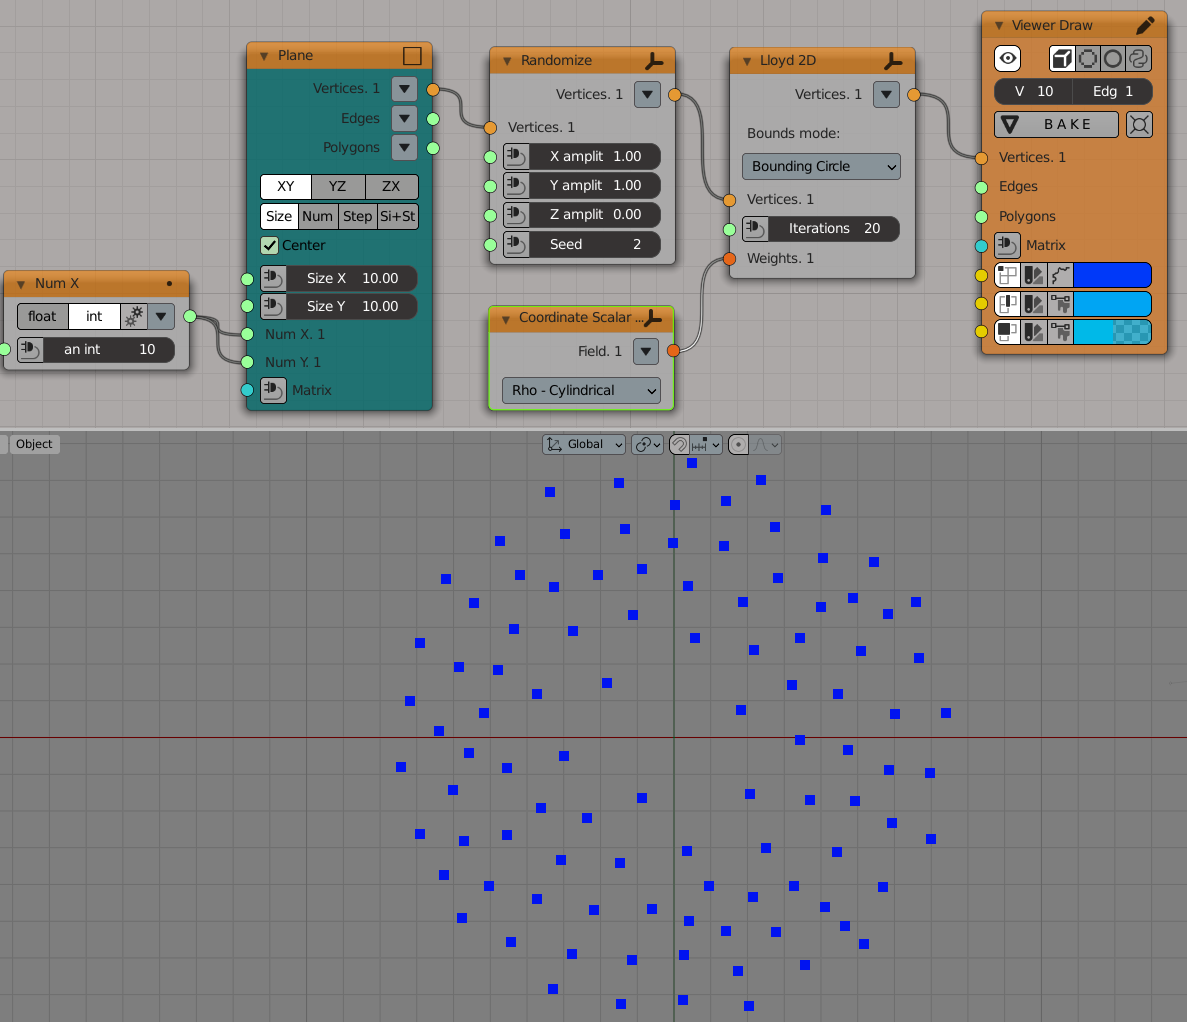 Num X
float
int
an int 10
Plane
Vertices. 1
Edges
Polygons
XY
YZ
ZX
Size
Num
Step
Si+St
Center
Size X 10.00
Size Y 10.00
Num X. 1
Num Y. 1
Matrix
Randomize
Vertices. 1
Vertices. 1
X amplit 1.00
Y amplit 1.00
Z amplit 0.00
Seed 2
Coordinate Scalar ...
Field. 1
Rho - Cylindrical
Lloyd 2D
Vertices. 1
Bounds mode:
Bounding Circle
Vertices. 1
Iterations 20
Weights. 1
Viewer Draw
V 10
Edg 1
BAKE
Vertices. 1
Edges
Polygons
Matrix
Object
Global